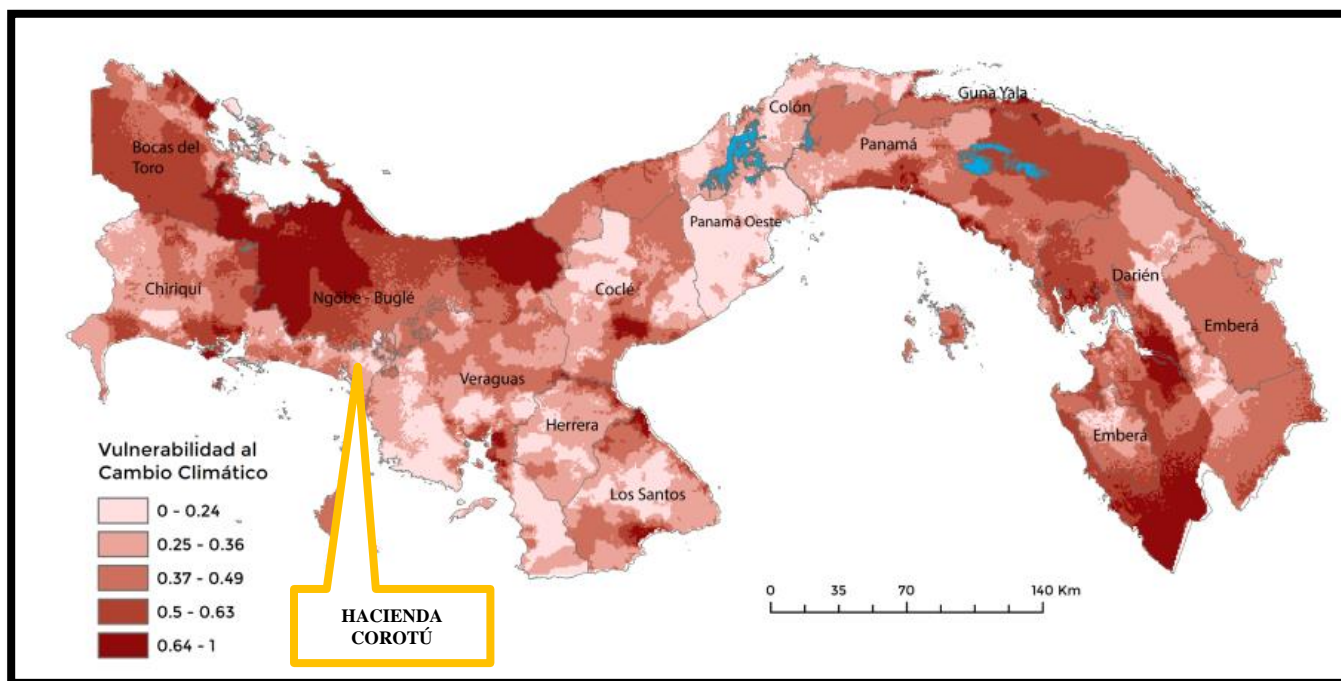 Guna Yala
Colón
Bocas del
Toro
Panamá
Panamá Oeste
Chiriquí
Ngöbe - Buglé
Coclé
Darién
Emberá
Veraguas
Herrera
Emberá
Los Santos
Vulnerabilidad al
Cambio Climático
0 - 0.24
0.25 - 0.36
0.37 - 0.49
0.5 - 0.63
0.64 - 1
HACIENDA
COROTÚ
0 35 70 140 Km